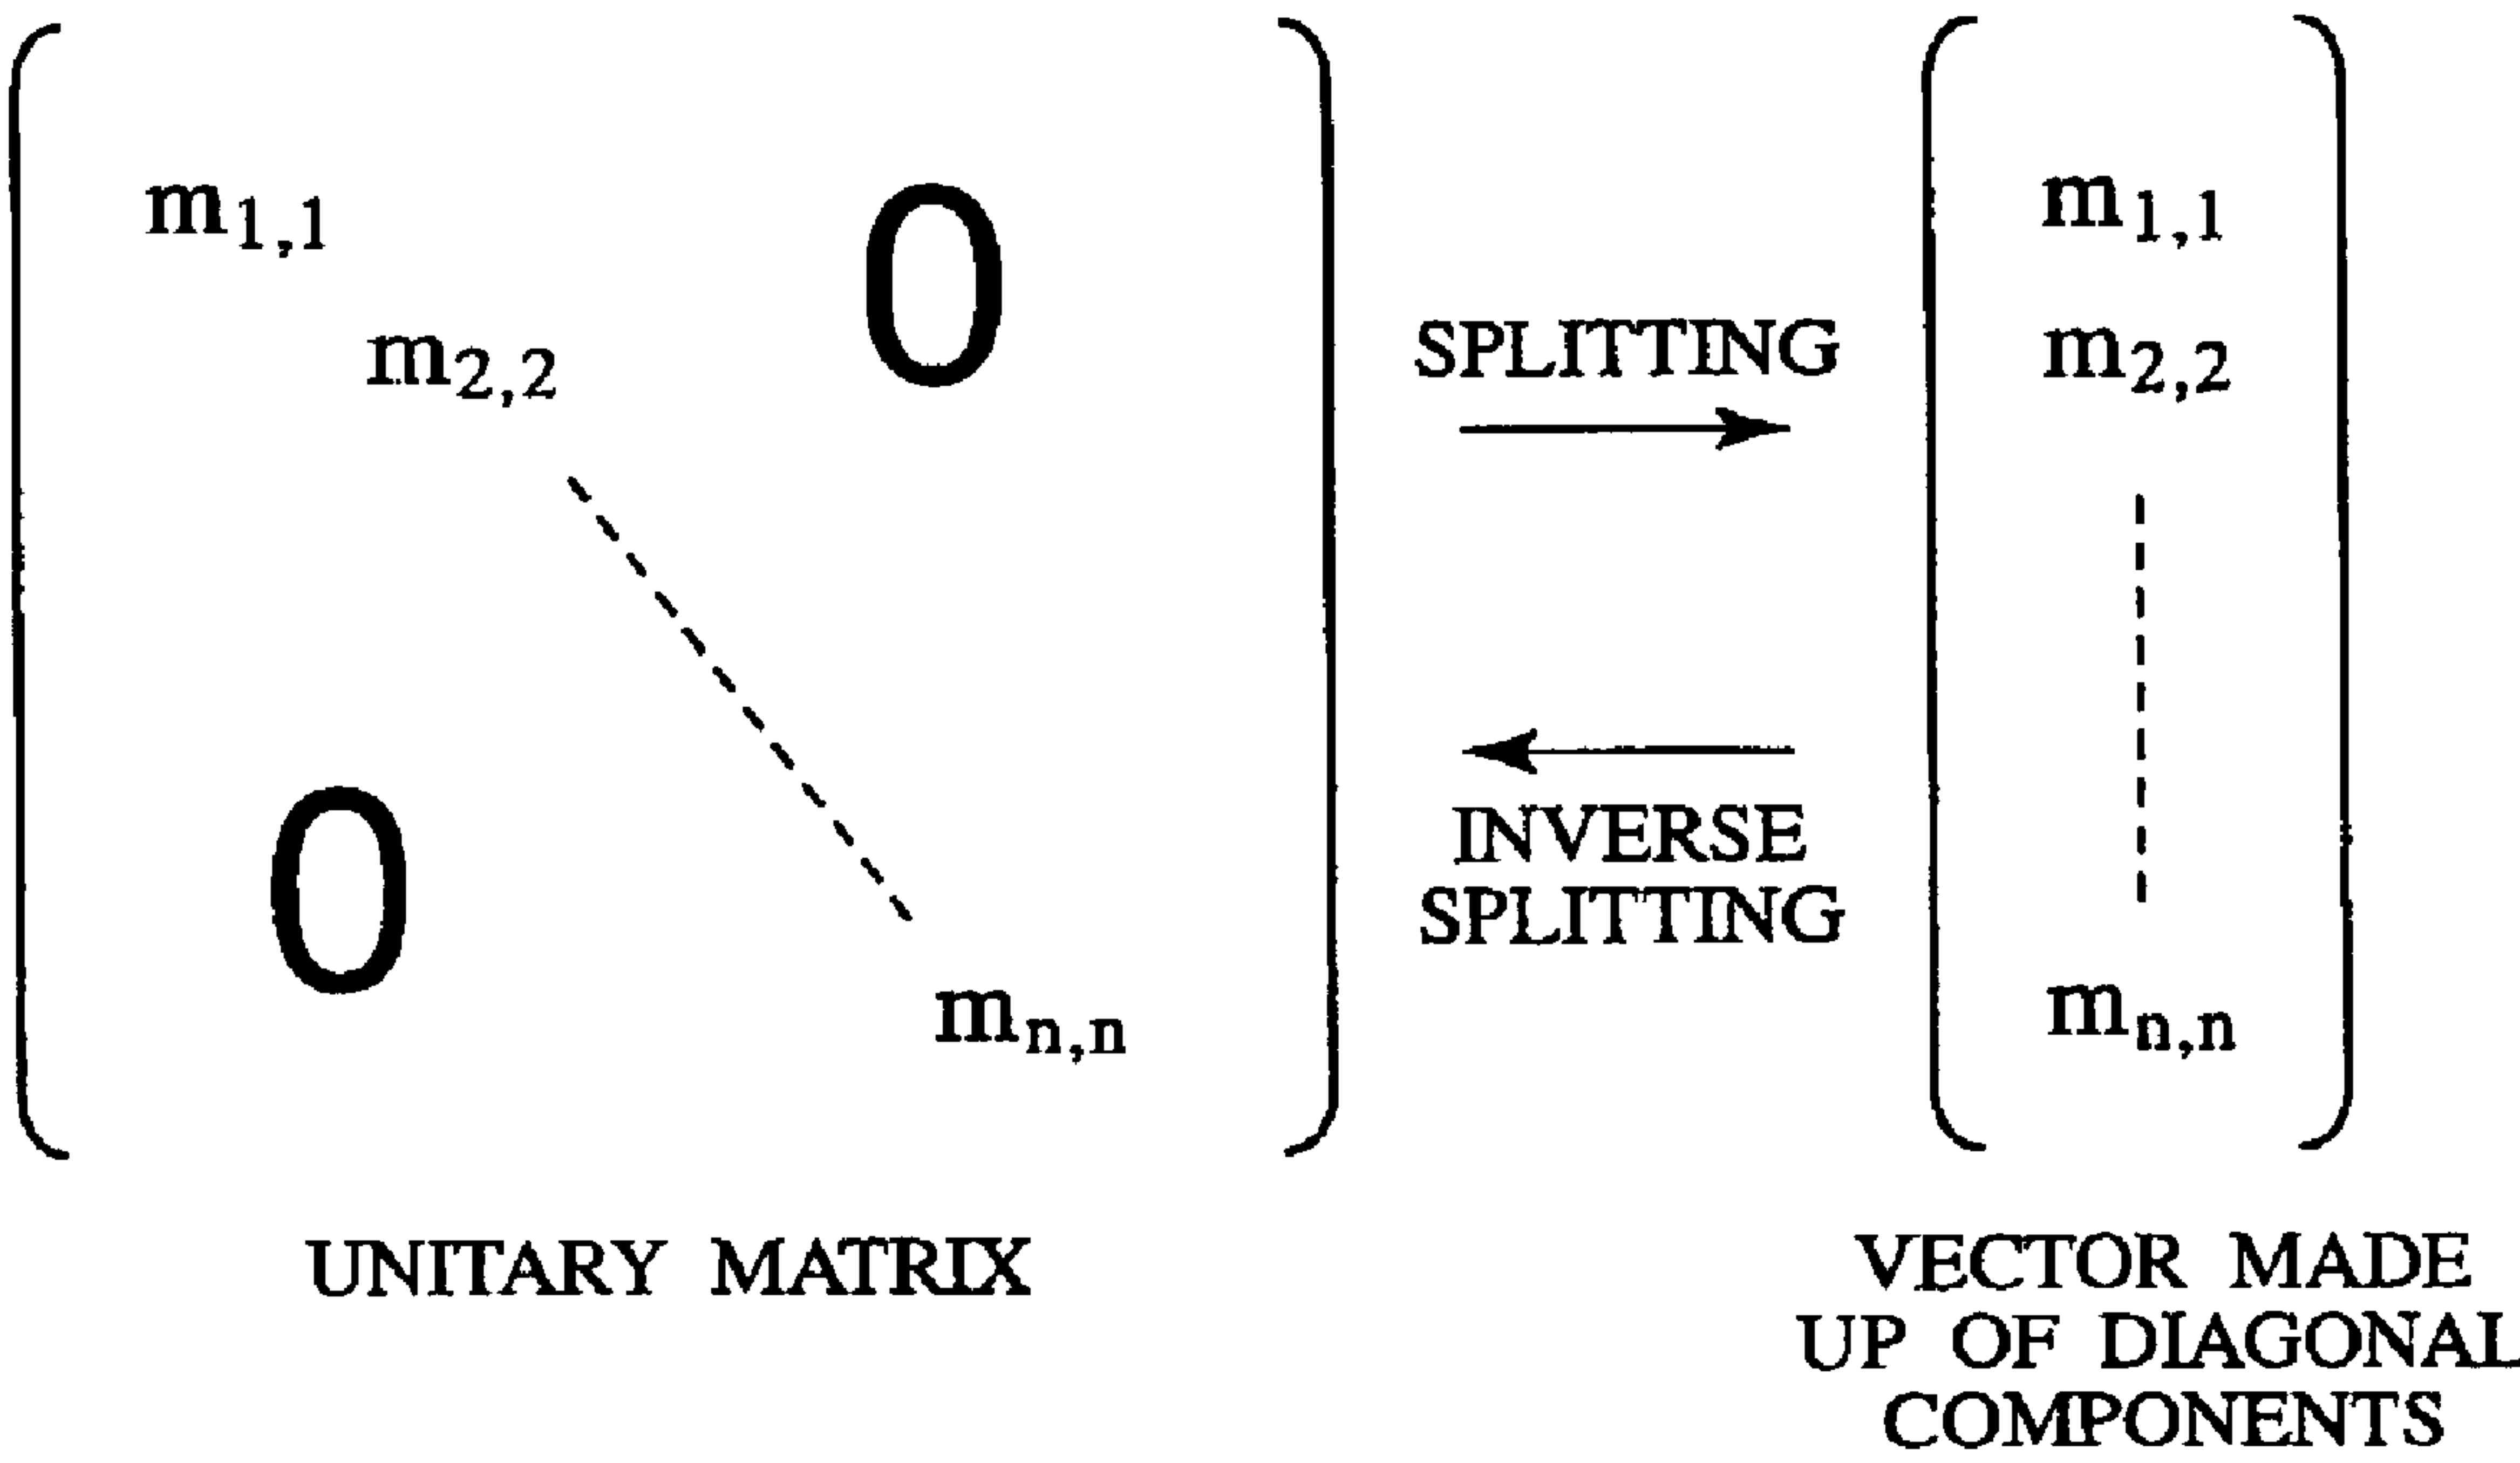 m1,1
m2,2
0
0
mn,n
UNITARY MATRIX
SPLITTING
INVERSE
SPLITTING
m1,1
m2,2
mn,n
VECTOR MADE
UP OF DIAGONAL
COMPONENTS